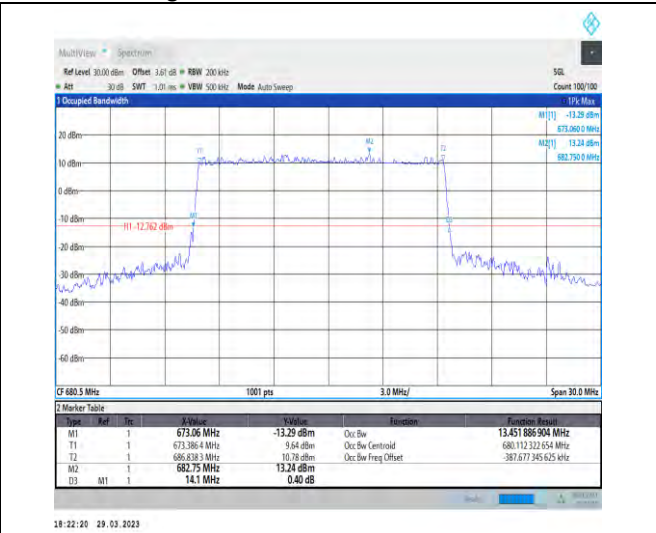 MultiView Spectrum
Ref Level 30.00 dBm Offset 3.61 dB RBW 200 kHz SGL
Att 30 dB SWT 1.01 ms VBW 500 kHz Mode Auto Sweep Count 100/100
1 Occupied Bandwidth 1Pk Max
M1[1] -13.29 dBm
673.060 0 MHz
M2[1] 13.24 dBm
682.750 0 MHz
20 dBm
M2
T1 T2
10 dBm
0 dBm
-10 dBm
M1
H1 -12.762 dBm
-20 dBm
-30 dBm
-40 dBm
-50 dBm
-60 dBm
CF 680.5 MHz 1001 pts 3.0 MHz/ Span 30.0 MHz
2 Marker Table
Type Ref Trc X-Value Y-Value Function Function Result
M1 1 673.06 MHz -13.29 dBm Occ Bw 13.451 886 904 MHz
T1 1 673.386 4 MHz 9.64 dBm Occ Bw Centroid 680.112 322 654 MHz
T2 1 686.838 3 MHz 10.78 dBm Occ Bw Freq Offset -387.677 345 625 kHz
M2 1 682.75 MHz 13.24 dBm
D3 M1 1 14.1 MHz 0.40 dB
18:22:20 29.03.2023